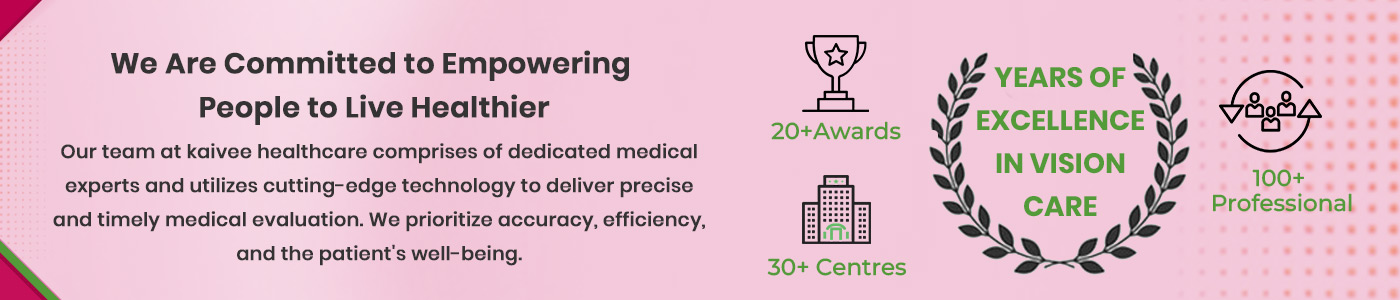 We Are Committed to Empowering
People to Live Healthier
Our team at kaivee healthcare comprises of dedicated medical
experts and utilizes cutting-edge technology to deliver precise
and timely medical evaluation. We prioritize accuracy, efficiency,
and the patient's well-being.
20+Awards
30+ Centres
YEARS OF
EXCELLENCE
IN VISION
CARE
100+
Professional